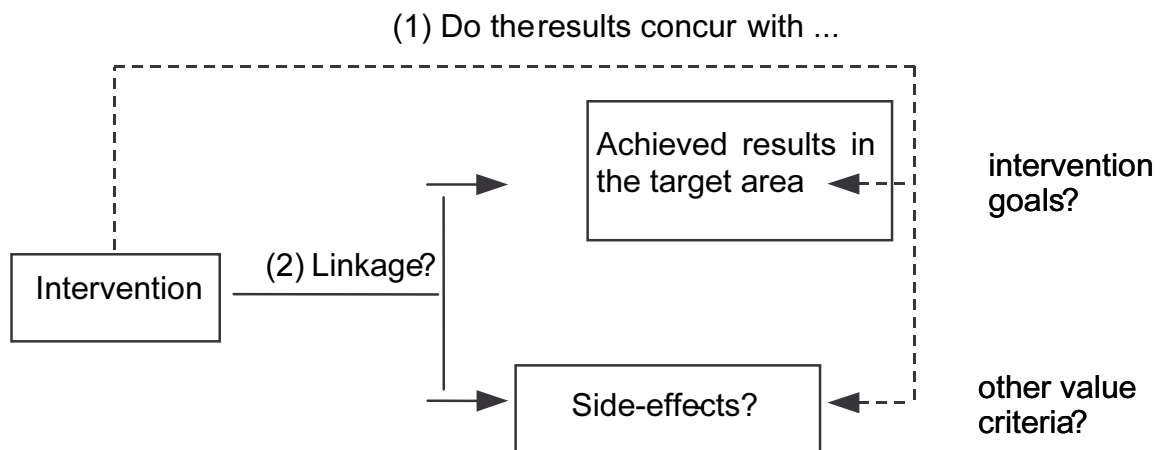 (1) Do theresults concur with ...
Achieved results in
the target area
intervention
goals?
(2) Linkage?
Intervention
Side-effects?
other value
criteria?